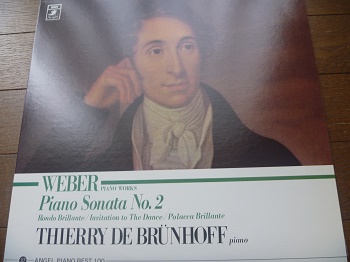 WEBER PIANO WORKS
Piano Sonata No. 2
Rondo Brillante / Invitation to The Dance / Polacca Brillante
THIERRY DE BRÜNHOFF piano
ANGEL PIANO BEST 100